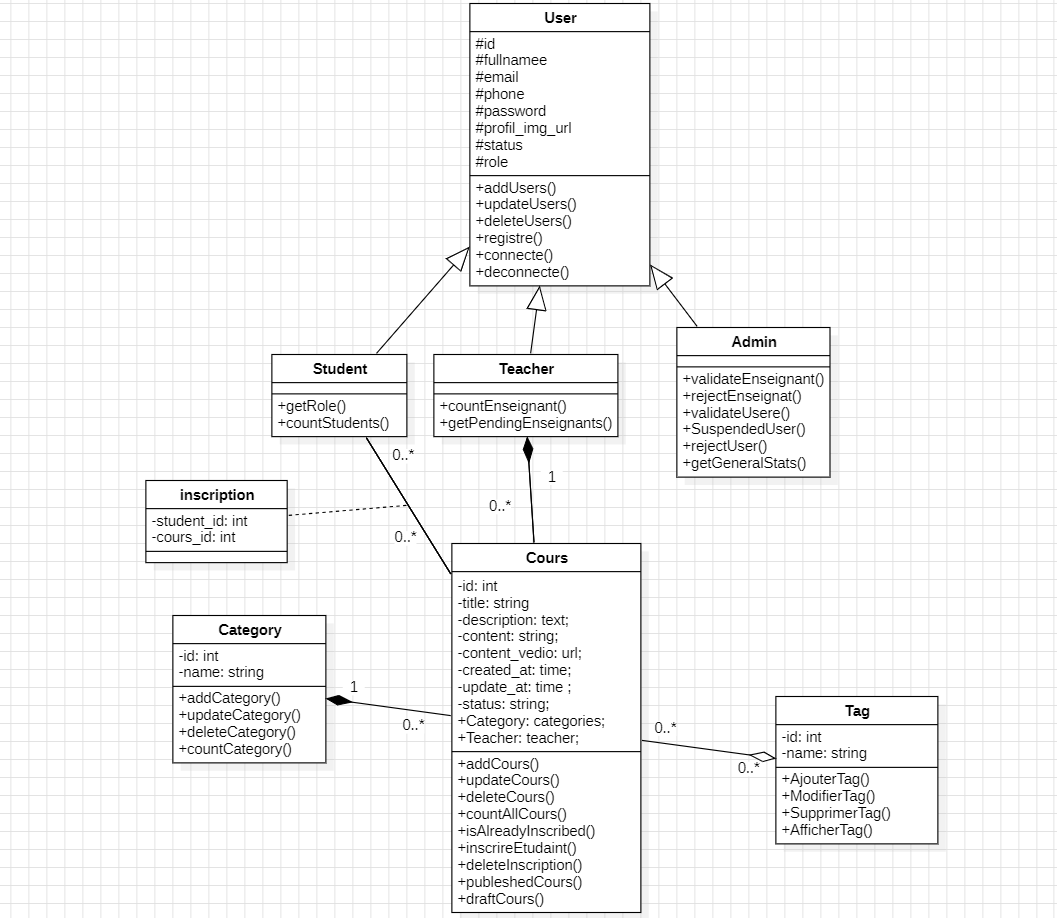 User
#id
#fullnamee
#email
#phone
#password
#profil_img_url
#status
#role
+addUsers()
+updateUsers()
+deleteUsers()
+registre()
+connecte()
+deconnecte()
Student
+getRole()
+countStudents()
Teacher
+countEnseignant()
+getPendingEnseignants()
Admin
+validateEnseignant()
+rejectEnseignat()
+validateUsere()
+SuspendedUser()
+rejectUser()
+getGeneralStats()
0..*
0..*
1
0..*
inscription
-student_id: int
-cours_id: int
Cours
-id: int
-title: string
-description: text;
-content: string;
-content_vedio: url;
-created_at: time;
-update_at: time ;
-status: string;
+Category: categories;
+Teacher: teacher;
+addCours()
+updateCours()
+deleteCours()
+countAllCours()
+isAlreadyInscribed()
+inscrireEtudaint()
+deleteInscription()
+publeshedCours()
+draftCours()
Category
-id: int
-name: string
+addCategory()
+updateCategory()
+deleteCategory()
+countCategory()
1
0..*
0..*
0..*
Tag
-id: int
-name: string
+AjouterTag()
+ModifierTag()
+SupprimerTag()
+AfficherTag()